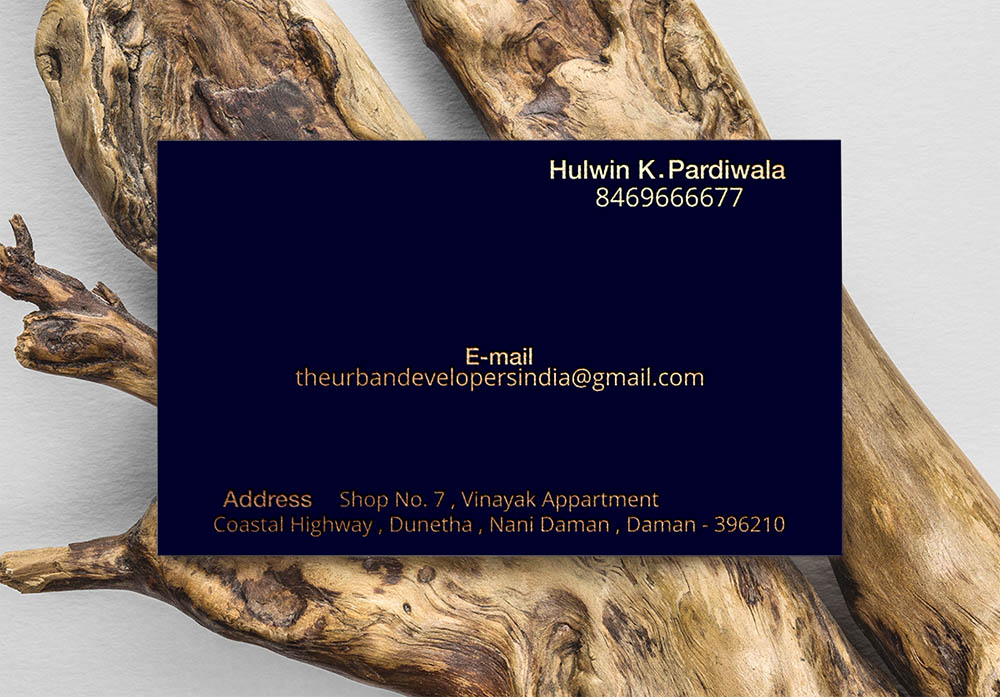 Hulwin K.Pardiwala
8469666677
E-mail
theurbandevelopersindia@gmail.com
Address Shop No. 7 , Vinayak Appartment
Coastal Highway , Dunetha , Nani Daman , Daman - 396210